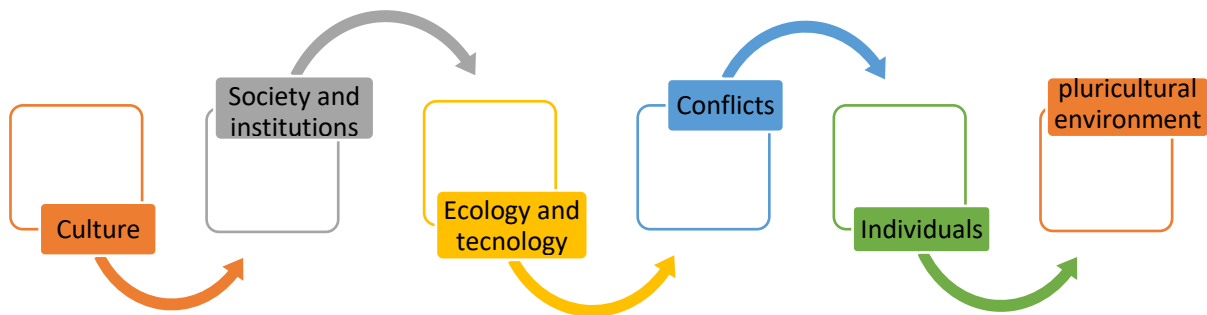 Culture
Society and
institutions
Ecology and
tecnology
Conflicts
Individuals
pluricultural
environment